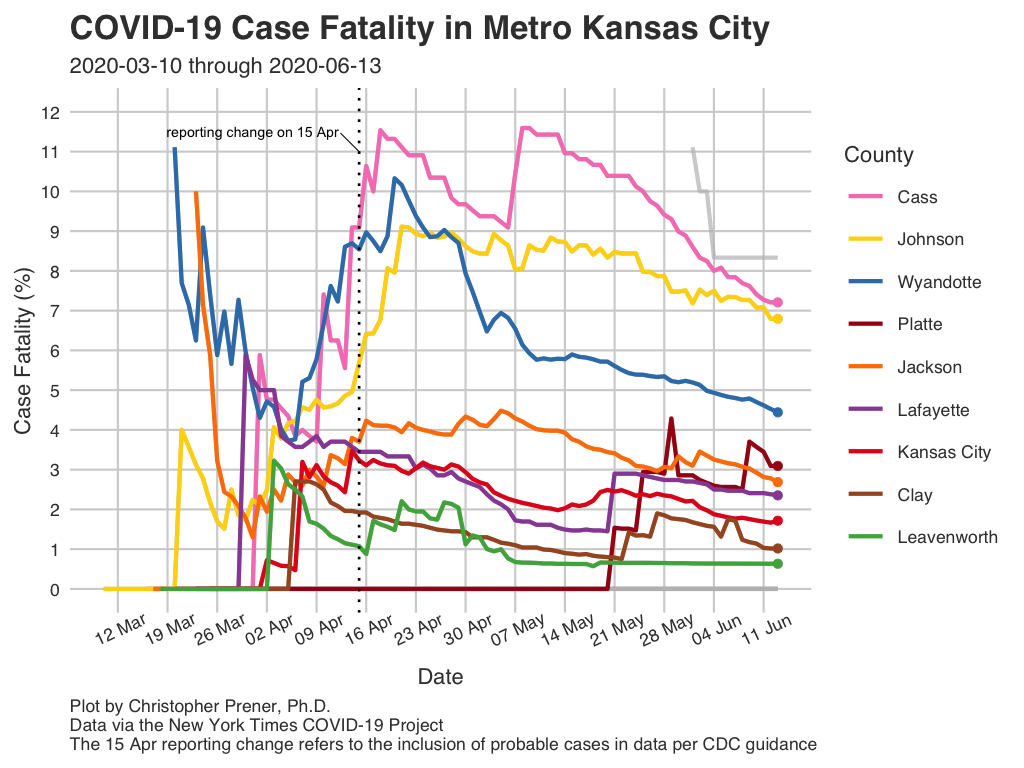 COVID-19 Case Fatality in Metro Kansas City
2020-03-10 through 2020-06-13
12
11
10
9
8
7
6
5
4
3
2
1
0
Case Fatality (%)
reporting change on 15 Apr
12 Mar
19 Mar
26 Mar
02 Apr
09 Apr
16 Apr
23 Apr
30 Apr
07 May
14 May
21 May
28 May
04 Jun
11 Jun
Date
County
Cass
Johnson
Wyandotte
Platte
Jackson
Lafayette
Kansas City
Clay
Leavenworth
Plot by Christopher Prener, Ph.D.
Data via the New York Times COVID-19 Project
The 15 Apr reporting change refers to the inclusion of probable cases in data per CDC guidance